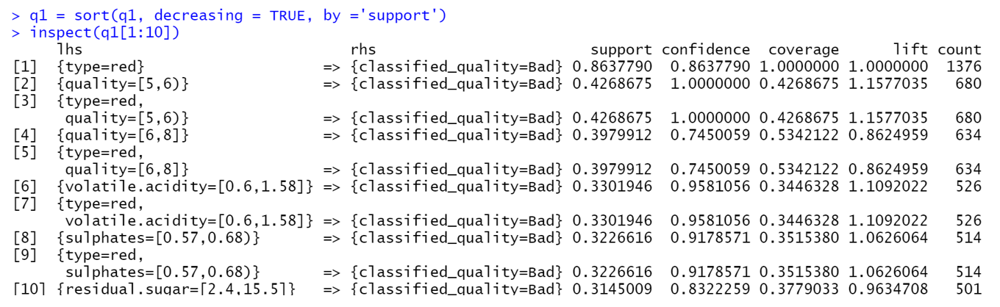 > q1 = sort(q1, decreasing = TRUE, by ='support')
> inspect(q1[1:10])
     lhs                              rhs                        support confidence  coverage      lift count
[1]  {type=red}                    => {classified_quality=Bad} 0.8637790  0.8637790 1.0000000 1.0000000  1376
[2]  {quality=[5,6)}               => {classified_quality=Bad} 0.4268675  1.0000000 0.4268675 1.1577035   680
[3]  {type=red,
      quality=[5,6)}               => {classified_quality=Bad} 0.4268675  1.0000000 0.4268675 1.1577035   680
[4]  {quality=[6,8]}               => {classified_quality=Bad} 0.3979912  0.7450059 0.5342122 0.8624959   634
[5]  {type=red,
      quality=[6,8]}               => {classified_quality=Bad} 0.3979912  0.7450059 0.5342122 0.8624959   634
[6]  {volatile.acidity=[0.6,1.58]} => {classified_quality=Bad} 0.3301946  0.9581056 0.3446328 1.1092022   526
[7]  {type=red,
      volatile.acidity=[0.6,1.58]} => {classified_quality=Bad} 0.3301946  0.9581056 0.3446328 1.1092022   526
[8]  {sulphates=[0.57,0.68)}       => {classified_quality=Bad} 0.3226616  0.9178571 0.3515380 1.0626064   514
[9]  {type=red,
      sulphates=[0.57,0.68)}       => {classified_quality=Bad} 0.3226616  0.9178571 0.3515380 1.0626064   514
[10] {residual.sugar=[2.4,15.5]}   => {classified_quality=Bad} 0.3145009  0.8322259 0.3779033 0.9634708   501